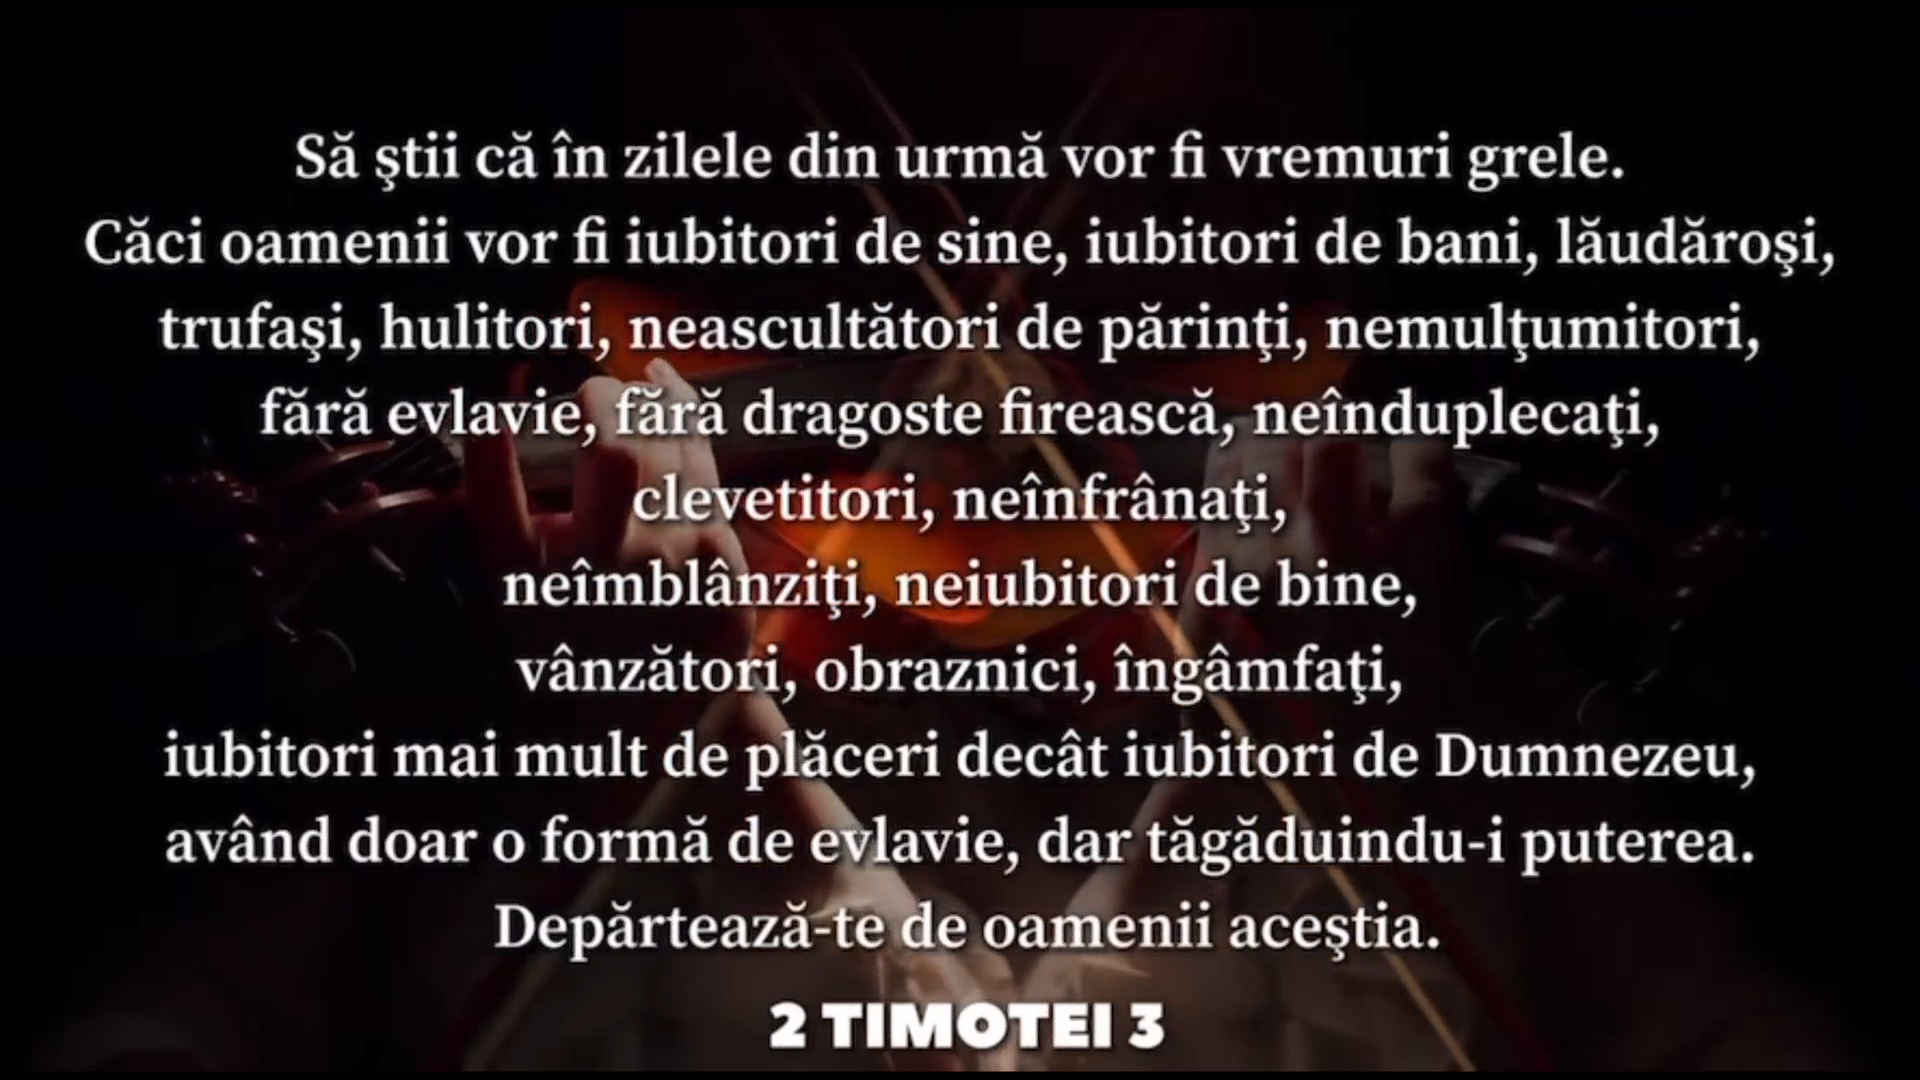 Să ştii că în zilele din urmă vor fi vremuri grele.
Căci oamenii vor fi iubitori de sine, iubitori de bani, lăudăroşi,
trufaşi, hulitori, neascultători de părinţi, nemulţumitori,
fără evlavie, fără dragoste firească, neînduplecaţi,
clevetitori, neînfrânaţi,
neîmblânziţi, neiubitori de bine,
vânzători, obraznici, îngâmfaţi,
iubitori mai mult de plăceri decât iubitori de Dumnezeu,
având doar o formă de evlavie, dar tăgăduindu-i puterea.
Depărtează-te de oamenii aceştia.
2 TIMOTEI 3